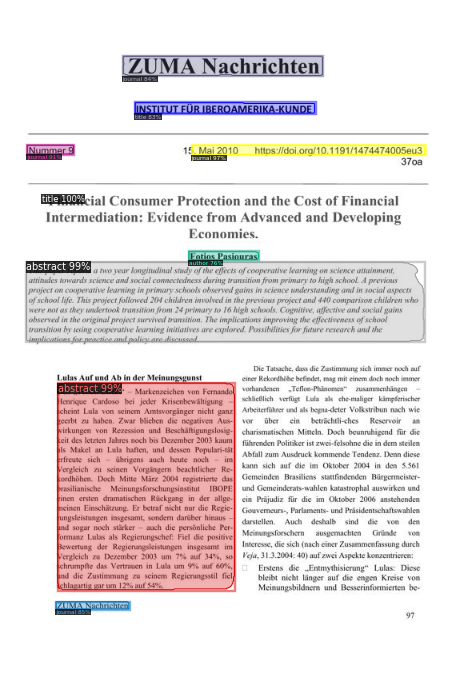 ZUMA Nachrichten
journal 84%
INSTITUT FÜR IBEROAMERIKA-KUNDE
title 83%
Nummer 9
journal 91%
15. Mai 2010 https://doi.org/10.1191/1474474005eu3
journal 97%
37oa
title 100%
cial Consumer Protection and the Cost of Financial
Intermediation: Evidence from Advanced and Developing
Economies.
Fotios Pasiouras
author 76%
abstract 99%
a two year longitudinal study of the effects of cooperative learning on science attainment,
attitudes towards science and social connectedness during transition from primary to high school. A previous
project on cooperative learning in primary schools observed gains in science understanding and in social aspects
of school life. This project followed 204 children involved in the previous project and 440 comparison children who
were not as they undertook transition from 24 primary to 16 high schools. Cognitive, affective and social gains
observed in the original project survived transition. The implications improving the effectiveness of school
transition by using cooperative learning initiatives are explored. Possibilities for future research and the
implications for practice and policy are discussed
Lulas Auf und Ab in der Meinungsgunst
abstract 99%
– Markenzeichen von Fernando
Henrique Cardoso bei jeder Krisenbewältigung –
scheint Lula von seinem Amtsvorgänger nicht ganz
geerbt zu haben. Zwar blieben die negativen Aus-
wirkungen von Rezession und Beschäftigungslosig-
keit des letzten Jahres noch bis Dezember 2003 kaum
als Makel an Lula haften, und dessen Populari-tät
erfreute sich – übrigens auch heute noch – im
Vergleich zu seinen Vorgängern beachtlicher Re-
kordhöhen. Doch Mitte März 2004 registrierte das
brasilianische Meinungsforschungsinstitut IBOPE
einen ersten dramatischen Rückgang in der allge-
meinen Einschätzung. Er betraf nicht nur die Regie-
rungsleistungen insgesamt, sondern darüber hinaus –
und sogar noch stärker – auch die persönliche Per-
formanz Lulas als Regierungschef: Fiel die positive
Bewertung der Regierungsleistungen insgesamt im
Vergleich zu Dezember 2003 um 7% auf 34%, so
schrumpfte das Vertrauen in Lula um 9% auf 60%,
und die Zustimmung zu seinem Regierungsstil fiel
schlagartig gar um 12% auf 54%.
Die Tatsache, dass die Zustimmung sich immer noch auf
einer Rekordhöhe befindet, mag mit einem doch noch immer
vorhandenen „Teflon-Phänomen" zusammenhängen –
schließlich verfügt Lula als ehe-maliger kämpferischer
Arbeiterführer und als begna-deter Volkstribun nach wie
vor über ein beträchtli-ches Reservoir an
charismatischen Mitteln. Doch beunruhigend für die
führenden Politiker ist zwei-felsohne die in dem steilen
Abfall zum Ausdruck kommende Tendenz. Denn diese
kann sich auf die im Oktober 2004 in den 5.561
Gemeinden Brasiliens stattfindenden Bürgermeister-
und Gemeinderats-wahlen katastrophal auswirken und
ein Präjudiz für die im Oktober 2006 anstehenden
Gouverneurs-, Parlaments- und Präsidentschaftswahlen
darstellen. Auch deshalb sind die von den
Meinungsforschern ausgemachten Gründe von
Interesse, die sich (nach einer Zusammenfassung durch
Veja, 31.3.2004: 40) auf zwei Aspekte konzentrieren:
Erstens die „Entmythisierung" Lulas: Diese
bleibt nicht länger auf die engen Kreise von
Meinungsbildnern und Besserinformierten be-
ZUMA Nachrichten
journal 85%
97